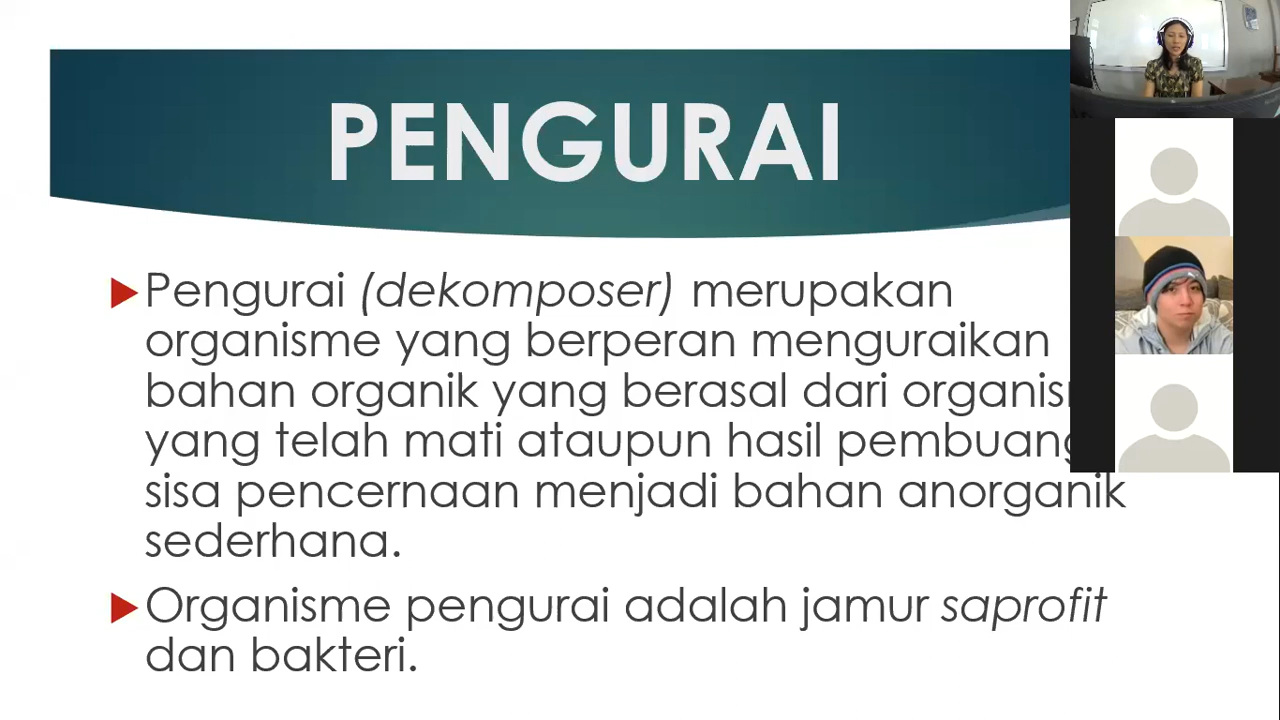 PENGURAI
Pengurai (dekomposer) merupakan
organisme yang berperan menguraikan
bahan organik yang berasal dari
yang telah mati ataupun hasil
sisa pencernaan menjadi bahan anorganik
sederhana.
Organisme pengurai adalah jamur saprofit
dan bakteri.